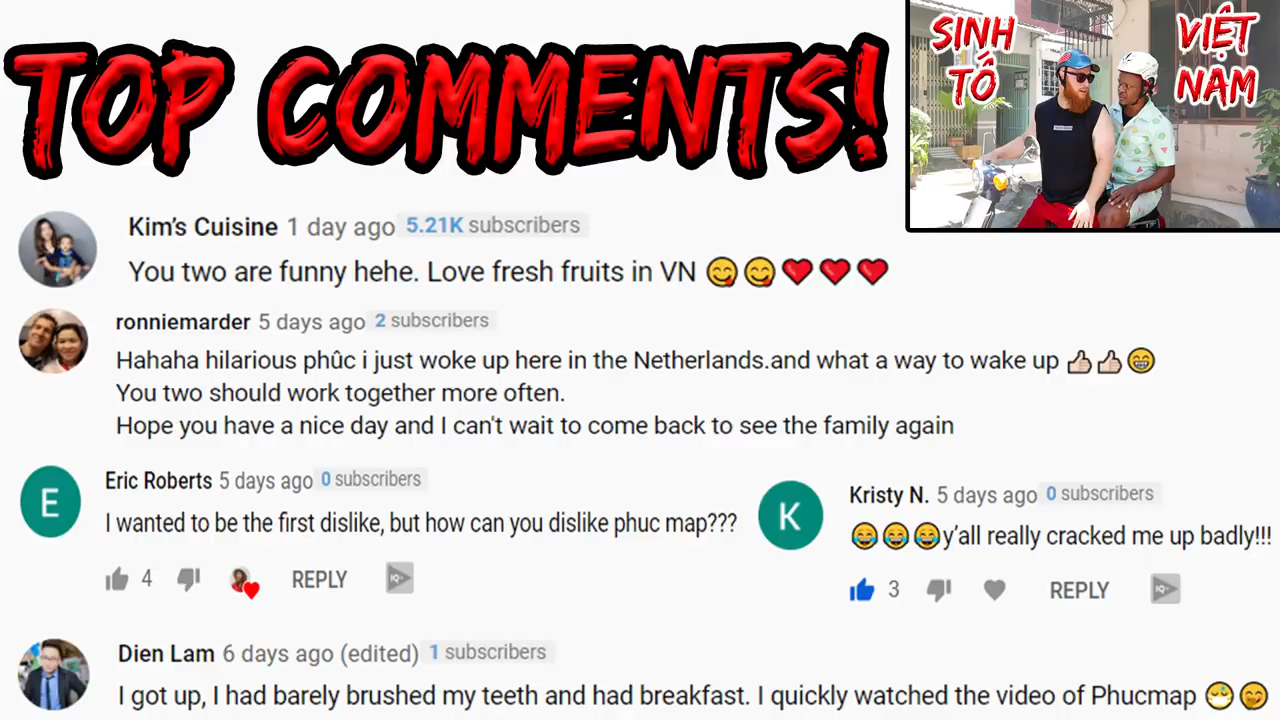 TOP COMMENTS!
SINH
TỐ
VIỆT
NAM
Kim's Cuisine 1 day ago 5.21K subscribers
You two are funny hehe. Love fresh fruits in VN 😋😋❤️❤️❤️
ronniemarder 5 days ago 2 subscribers
Hahaha hilarious phûc i just woke up here in the Netherlands.and what a way to wake up 👍🏻👍🏻😁
You two should work together more often.
Hope you have a nice day and I can't wait to come back to see the family again
E
Eric Roberts 5 days ago 0 subscribers
I wanted to be the first dislike, but how can you dislike phuc map???
4 REPLY
K
Kristy N. 5 days ago 0 subscribers
😂😂😂y'all really cracked me up badly!!!
3 REPLY
Dien Lam 6 days ago (edited) 1 subscribers
I got up, I had barely brushed my teeth and had breakfast. I quickly watched the video of Phucmap 😷😊